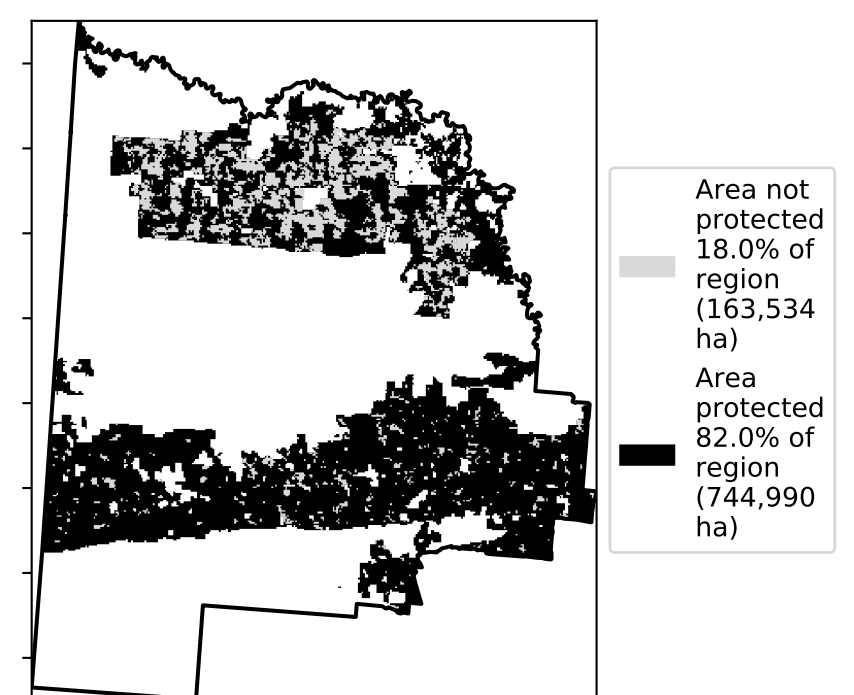 Area not
protected
18.0% of
region
(163,534
ha)
Area
protected
82.0% of
region
(744,990
ha)